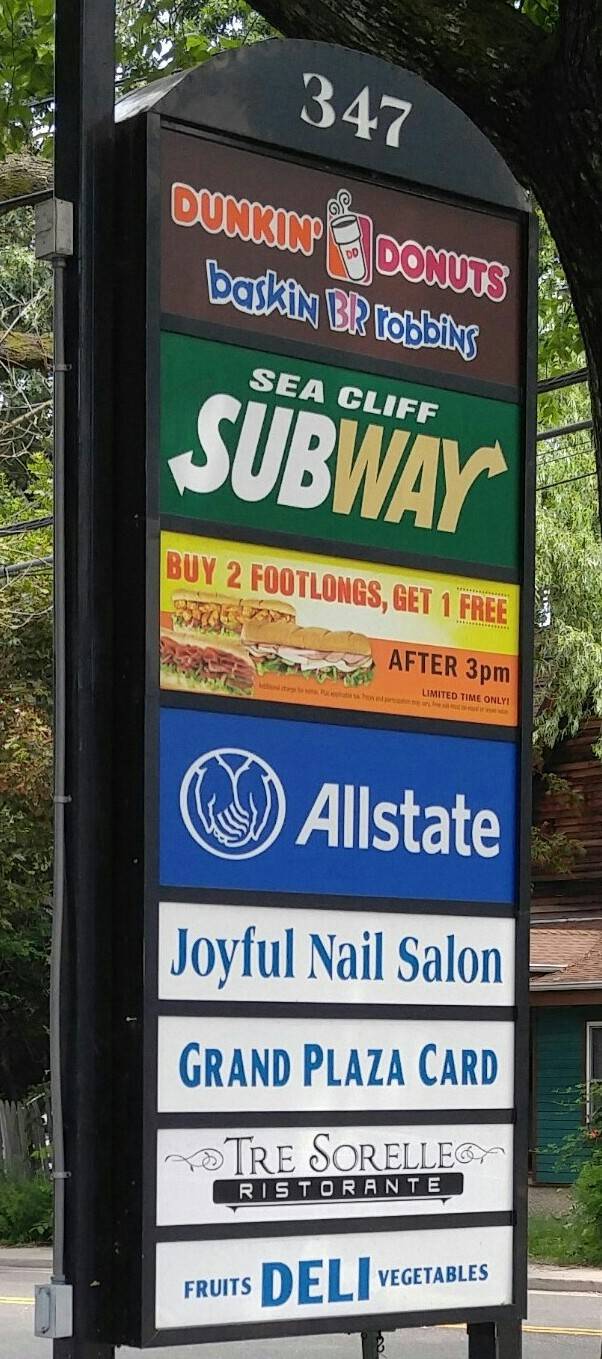 347
DUNKIN' DD DONUTS
baskin BR robbins
SEA CLIFF
SUBWAY
BUY 2 FOOTLONGS, GET 1 FREE
AFTER 3pm
LIMITED TIME ONLY!
Allstate
Joyful Nail Salon
GRAND PLAZA CARD
TRE SORELLE
RISTORANTE
FRUITS DELI VEGETABLES